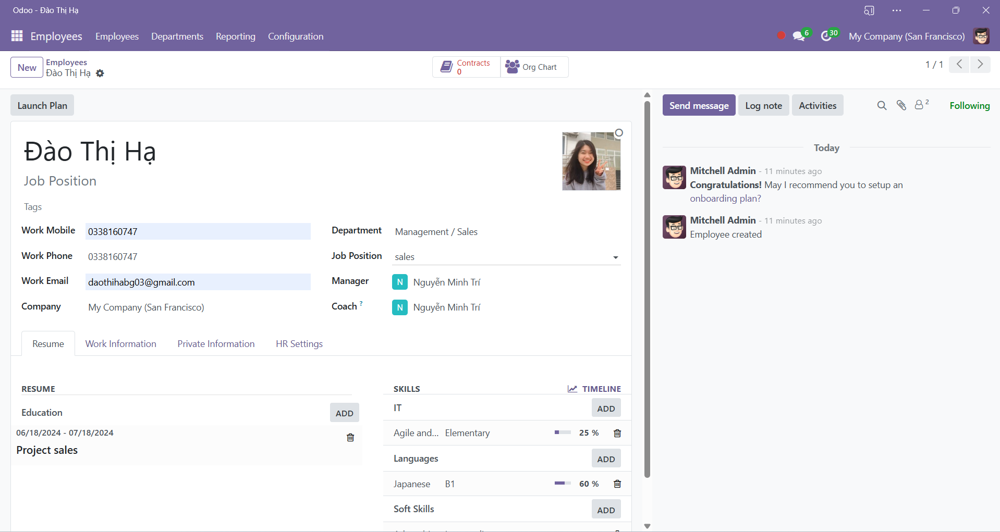 Odoo - Đào Thị Hạ
Employees Employees Departments Reporting Configuration 6 30 My Company (San Francisco)
New Employees
Đào Thị Hạ
Contracts
0
Org Chart
1 / 1
Launch Plan
Send message Log note Activities 2 Following
Đào Thị Hạ
Job Position
Tags
Work Mobile 0338160747
Work Phone 0338160747
Work Email daothihabg03@gmail.com
Company My Company (San Francisco)
Department Management / Sales
Job Position sales
Manager N Nguyễn Minh Trí
Coach ? N Nguyễn Minh Trí
Resume Work Information Private Information HR Settings
RESUME
Education ADD
06/18/2024 - 07/18/2024
Project sales
SKILLS TIMELINE
IT ADD
Agile and... Elementary 25 %
Languages ADD
Japanese B1 60 %
Soft Skills ADD
Today
Mitchell Admin - 11 minutes ago
Congratulations! May I recommend you to setup an
onboarding plan?
Mitchell Admin - 11 minutes ago
Employee created